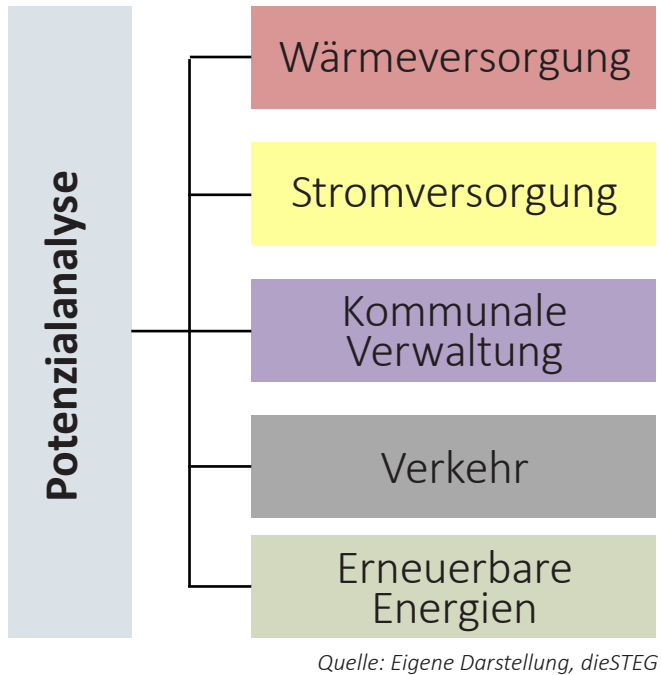 Potenzialanalyse
Wärmeversorgung
Stromversorgung
Kommunale
Verwaltung
Verkehr
Erneuerbare
Energien
Quelle: Eigene Darstellung, dieSTEG